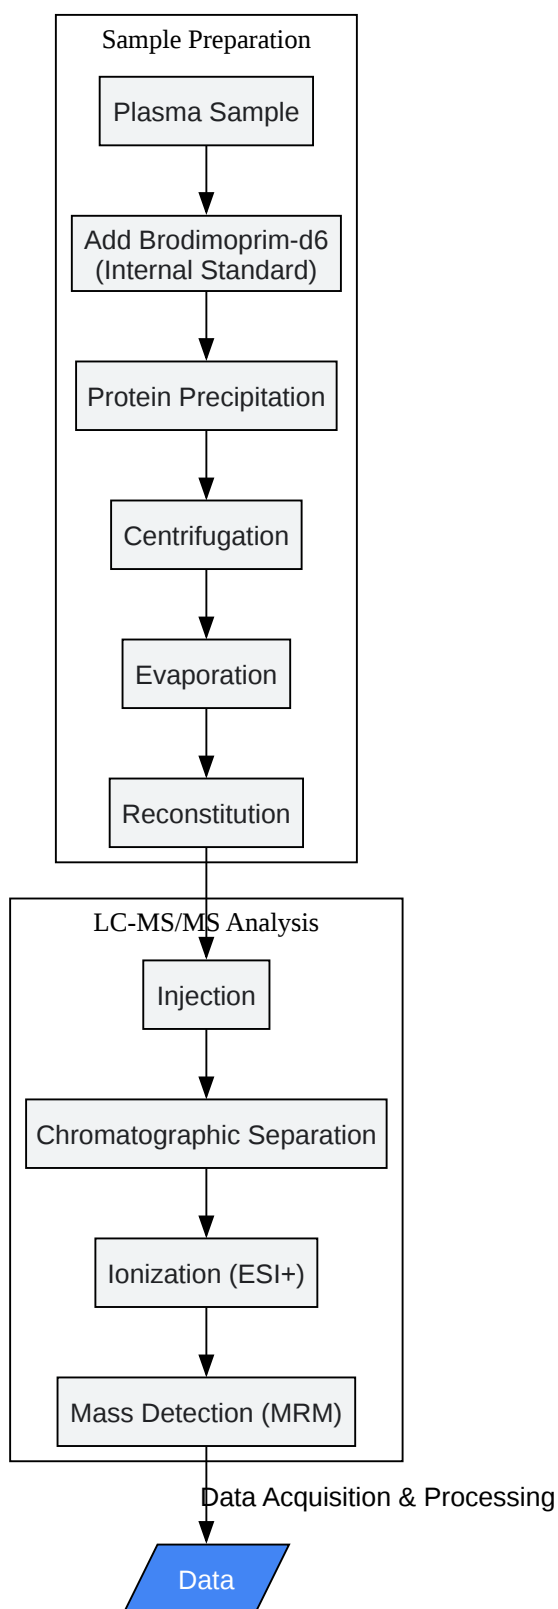 Sample Preparation
Plasma Sample
Add Brodimoprim-d6
(Internal Standard)
Protein Precipitation
Centrifugation
Evaporation
Reconstitution
LC-MS/MS Analysis
Injection
Chromatographic Separation
Ionization (ESI+)
Mass Detection (MRM)
Data Acquisition & Processing
Data